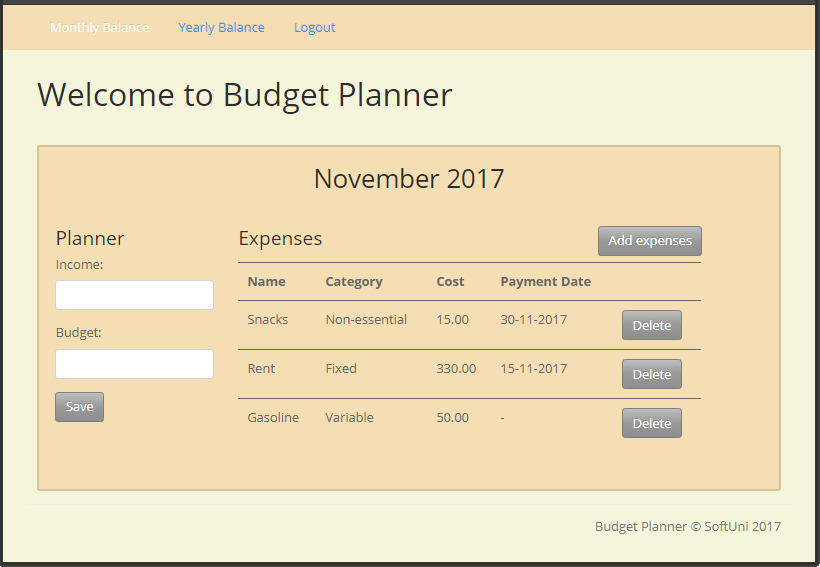 Monthly Balance Yearly Balance Logout
Welcome to Budget Planner
November 2017
Planner
Income:
Budget:
Save
Expenses Add expenses
Name Category Cost Payment Date
Snacks Non-essential 15.00 30-11-2017 Delete
Rent Fixed 330.00 15-11-2017 Delete
Gasoline Variable 50.00 - Delete
Budget Planner © SoftUni 2017